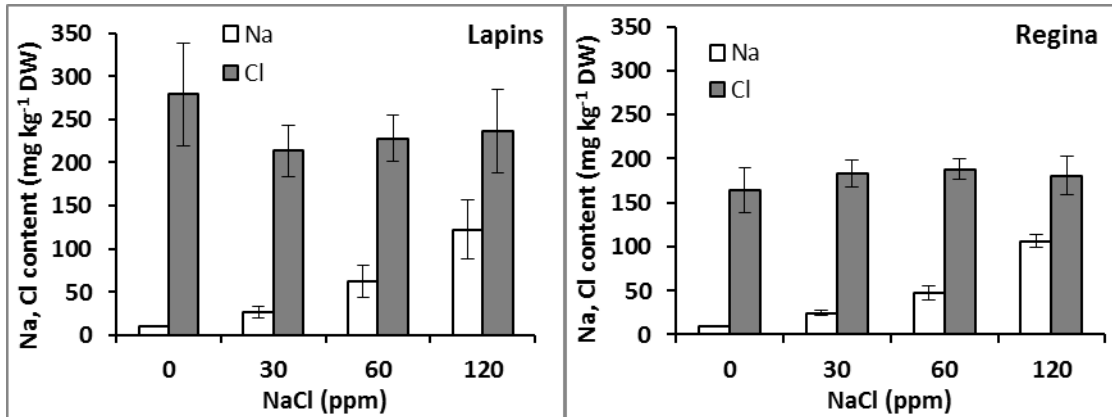 Na, Cl content (mg kg⁻¹ DW)
350
300
250
200
150
100
50
0
Na
Cl
Lapins
0 30 60 120
NaCl (ppm)
Na, Cl content (mg kg⁻¹ DW)
350
300
250
200
150
100
50
0
Na
Cl
Regina
0 30 60 120
NaCl (ppm)